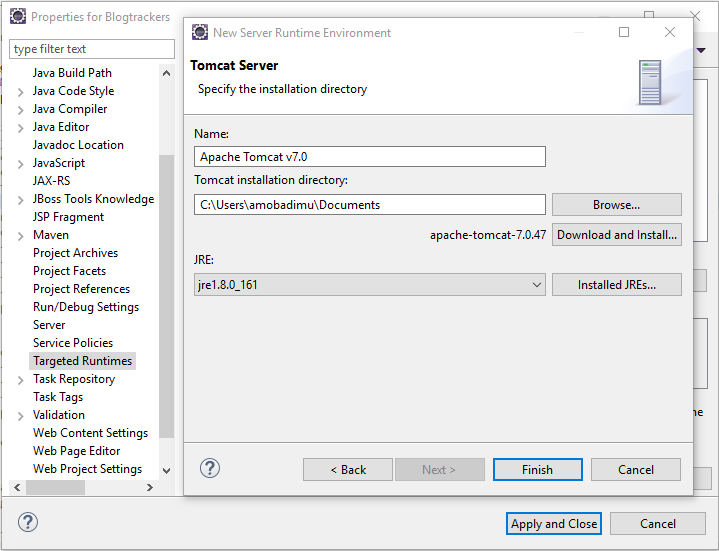 Properties for Blogtrackers
type filter text
Java Build Path
Java Code Style
Java Compiler
Java Editor
Javadoc Location
JavaScript
JAX-RS
JBoss Tools Knowledge
JSP Fragment
Maven
Project Archives
Project Facets
Project References
Run/Debug Settings
Server
Service Policies
Targeted Runtimes
Task Repository
Task Tags
Validation
Web Content Settings
Web Page Editor
Web Project Settings
New Server Runtime Environment
Tomcat Server
Specify the installation directory
Name:
Apache Tomcat v7.0
Tomcat installation directory:
C:\Users\amobadimu\Documents
Browse...
apache-tomcat-7.0.47
Download and Install...
JRE:
jre1.8.0_161
Installed JREs...
< Back
Next >
Finish
Cancel
Apply and Close
Cancel